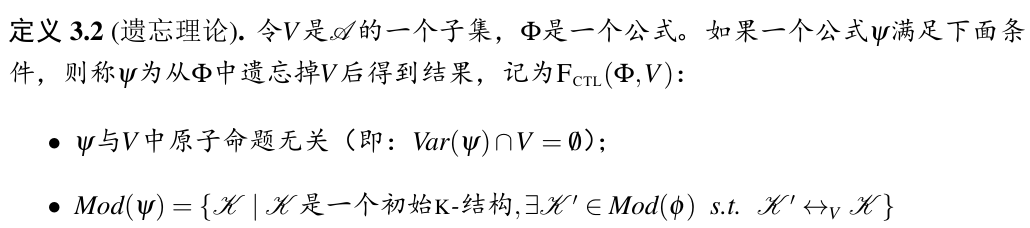 定义 3.2 (遗忘理论). 令V是𝒜的一个子集，Φ是一个公式。如果一个公式ψ满足下面条
件，则称ψ为从Φ中遗忘掉V后得到结果，记为F_CTL(Φ,V)：
• ψ与V中原子命题无关（即：Var(ψ)∩V = ∅）;
• Mod(ψ) = {𝒦 | 𝒦是一个初始K-结构,∃𝒦′ ∈ Mod(ϕ) s.t. 𝒦′ ↔_V 𝒦}